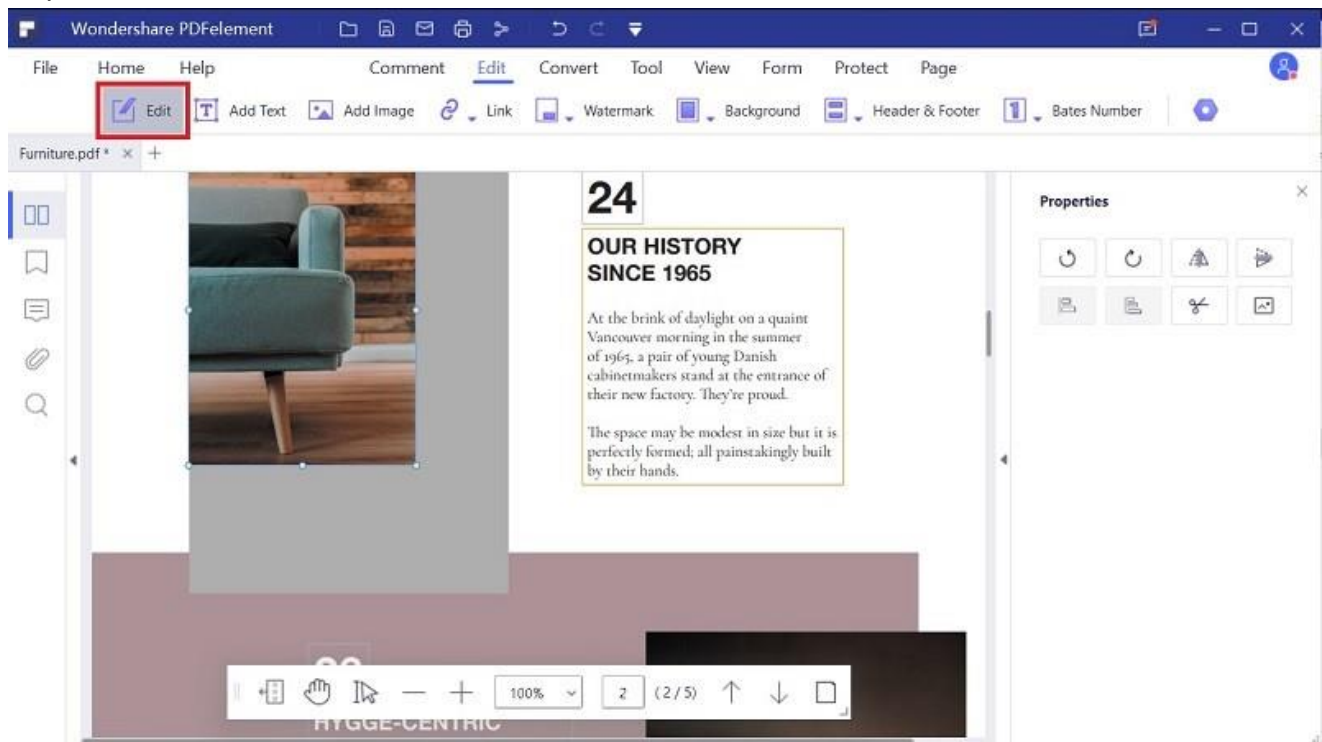 Wondershare PDFelement
File Home Help Comment Edit Convert Tool View Form Protect Page
Edit Add Text Add Image Link Watermark Background Header & Footer Bates Number
Furniture.pdf *
24
OUR HISTORY
SINCE 1965
At the brink of daylight on a quaint
Vancouver morning in the summer
of 1965, a pair of young Danish
cabinetmakers stand at the entrance of
their new factory. They're proud.
The space may be modest in size but it is
perfectly formed; all painstakingly built
by their hands.
Properties
100% 2 (2/5)
HYGGE-CENTRIC